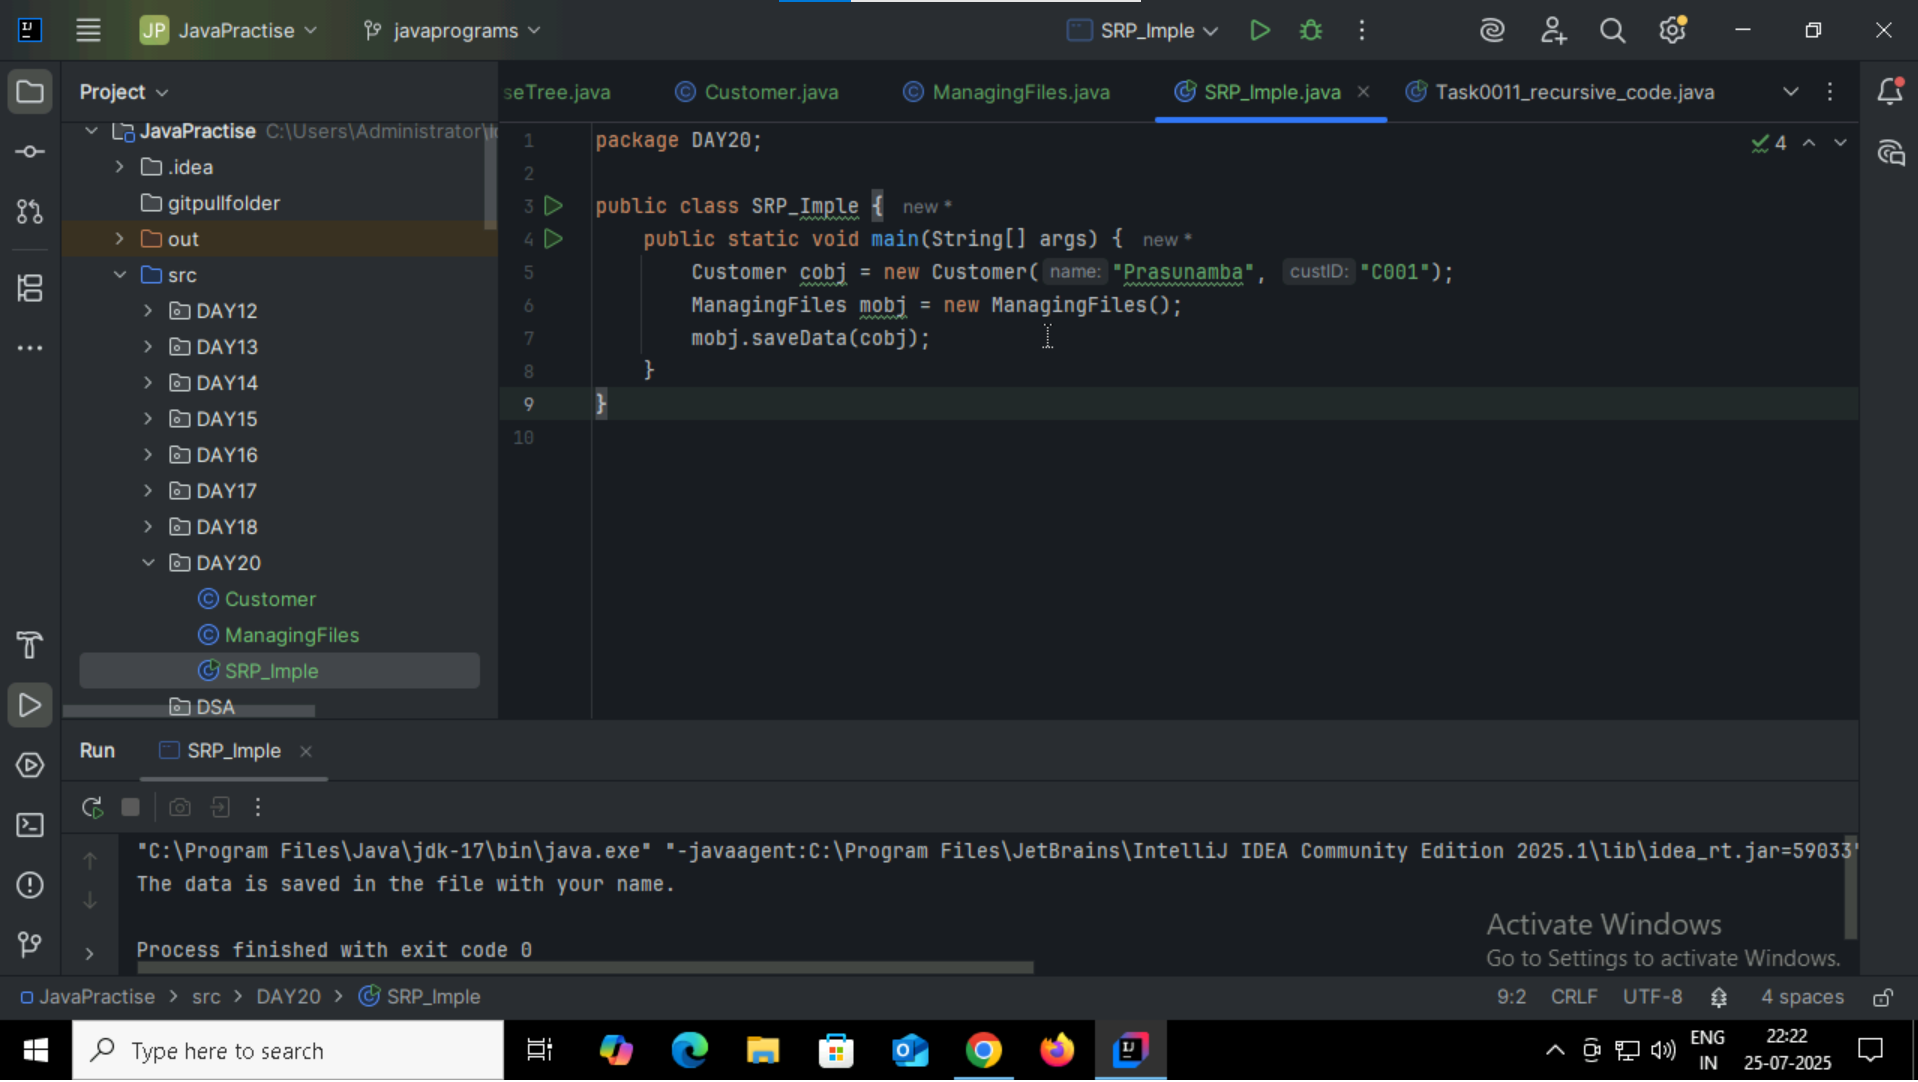 JP JavaPractise javaprograms SRP_Imple
Project
seTree.java Customer.java ManagingFiles.java SRP_Imple.java Task0011_recursive_code.java
JavaPractise C:\Users\Administrator\
.idea
gitpullfolder
out
src
DAY12
DAY13
DAY14
DAY15
DAY16
DAY17
DAY18
DAY20
Customer
ManagingFiles
SRP_Imple
DSA
1 package DAY20; 4
2
3 public class SRP_Imple { new *
4 public static void main(String[] args) { new *
5 Customer cobj = new Customer( name: "Prasunamba", custID: "C001");
6 ManagingFiles mobj = new ManagingFiles();
7 mobj.saveData(cobj);
8 }
9 }
10
Run SRP_Imple
"C:\Program Files\Java\jdk-17\bin\java.exe" "-javaagent:C:\Program Files\JetBrains\IntelliJ IDEA Community Edition 2025.1\lib\idea_rt.jar=59033"
The data is saved in the file with your name.
Process finished with exit code 0
Activate Windows
Go to Settings to activate Windows.
JavaPractise > src > DAY20 > SRP_Imple 9:2 CRLF UTF-8 4 spaces
Type here to search
ENG
IN
22:22
25-07-2025